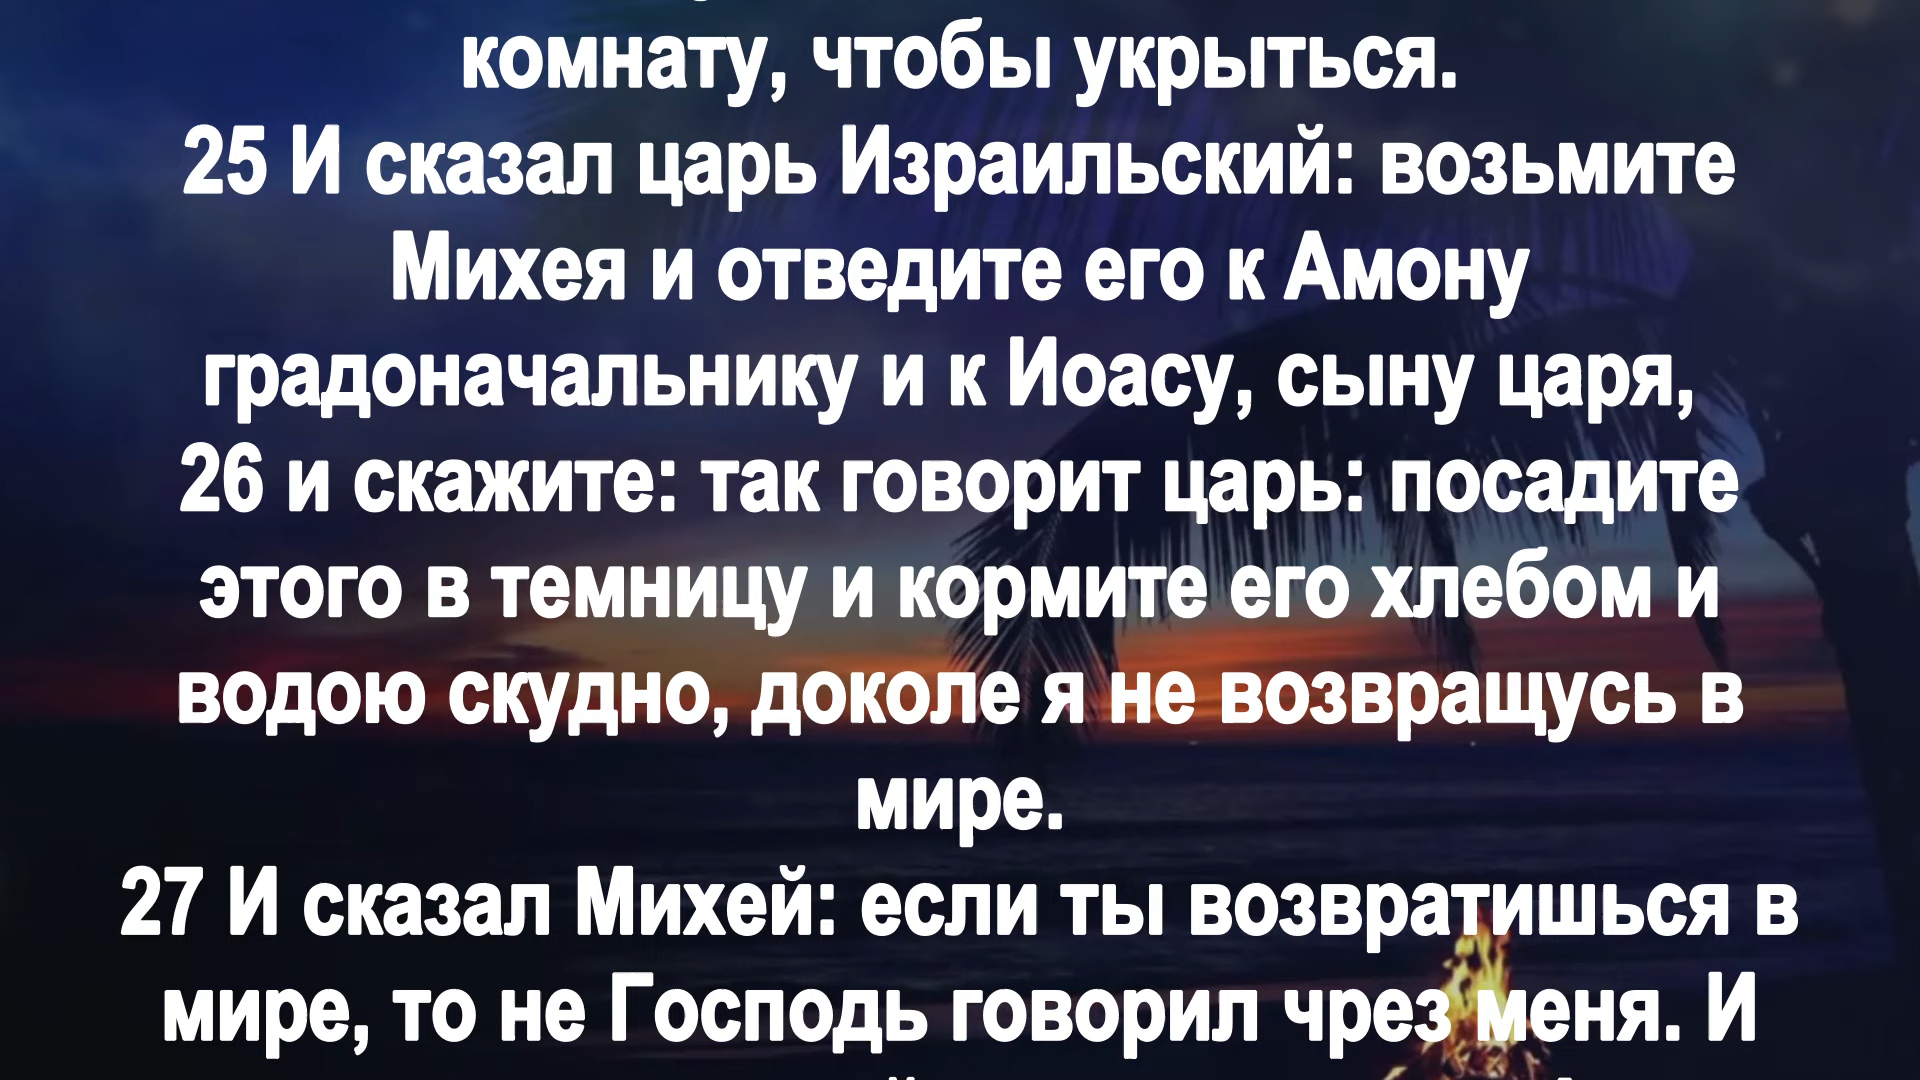 комнату, чтобы укрыться.
25 И сказал царь Израильский: возьмите
Михея и отведите его к Амону
градоначальнику и к Иоасу, сыну царя,
26 и скажите: так говорит царь: посадите
этого в темницу и кормите его хлебом и
водою скудно, доколе я не возвращусь в
мире.
27 И сказал Михей: если ты возвратишься в
мире, то не Господь говорил чрез меня. И